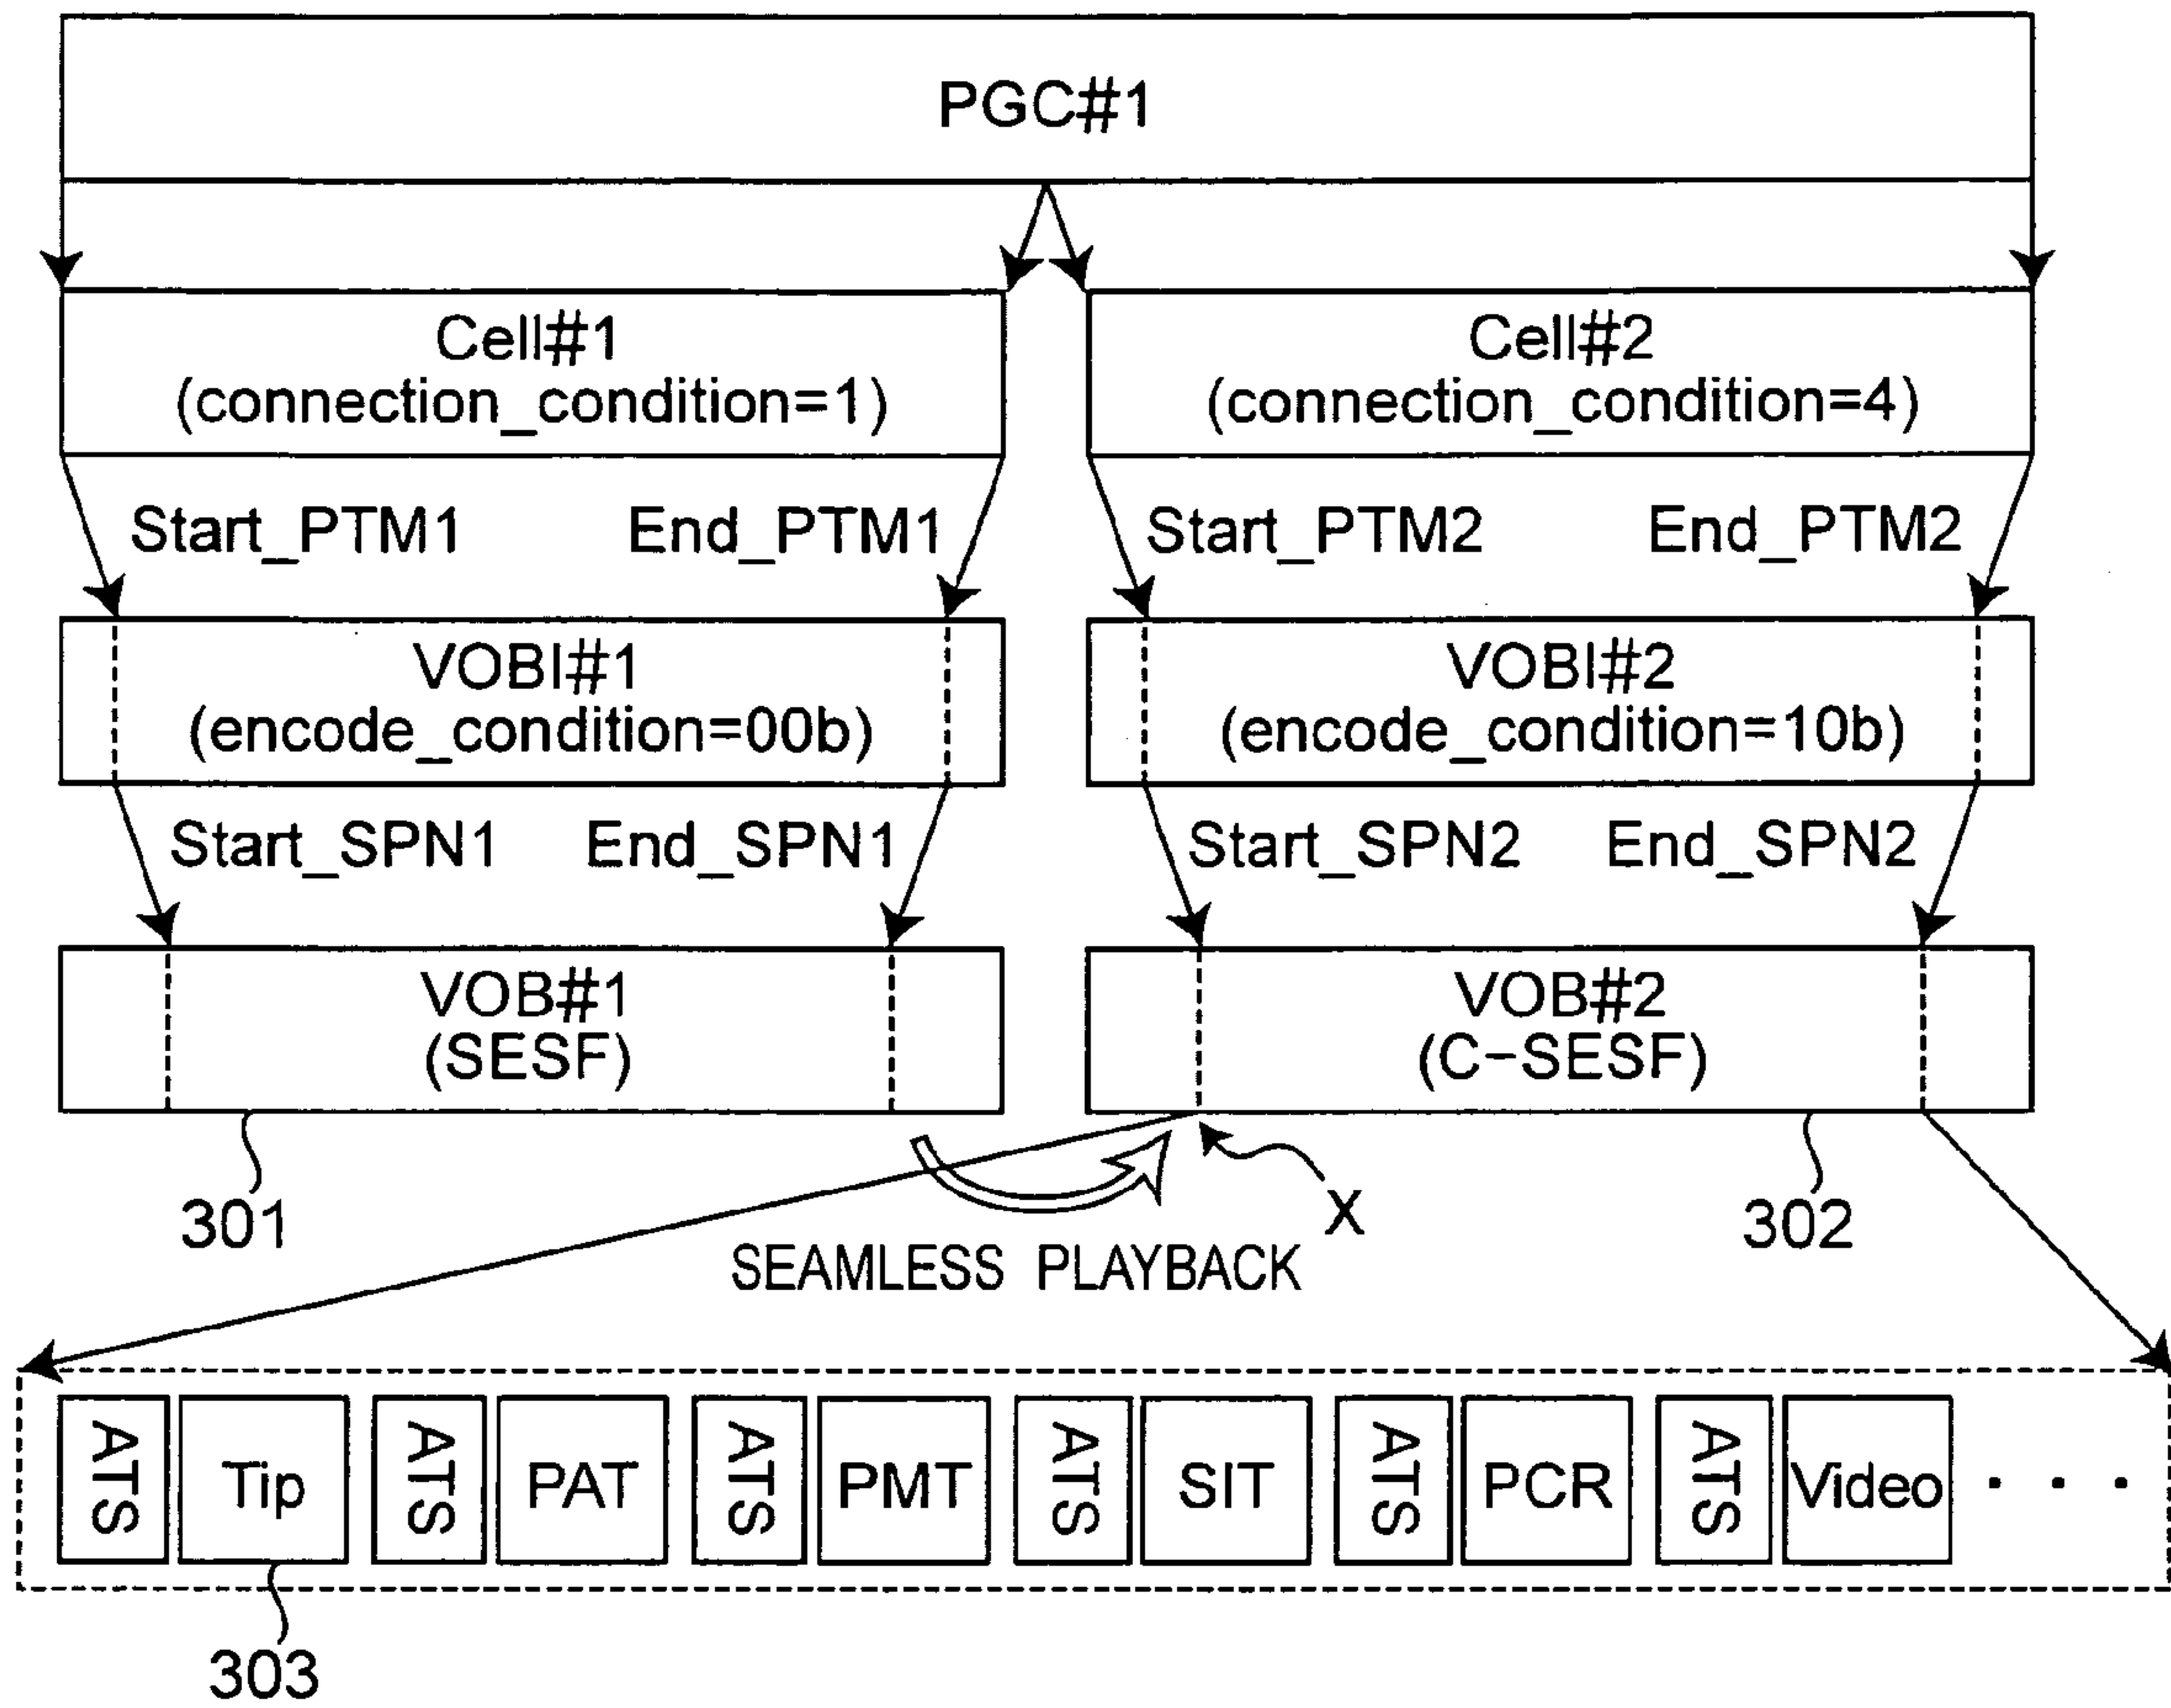 PGC#1
Cell#1
(connection_condition=1)
Cell#2
(connection_condition=4)
Start_PTM1
End_PTM1
Start_PTM2
End_PTM2
VOBI#1
(encode_condition=00b)
VOBI#2
(encode_condition=10b)
Start_SPN1
End_SPN1
Start_SPN2
End_SPN2
VOB#1
(SESF)
VOB#2
(C-SESF)
301
X
302
SEAMLESS PLAYBACK
ATS
Tip
ATS
PAT
ATS
PMT
ATS
SIT
ATS
PCR
ATS
Video
· · ·
303